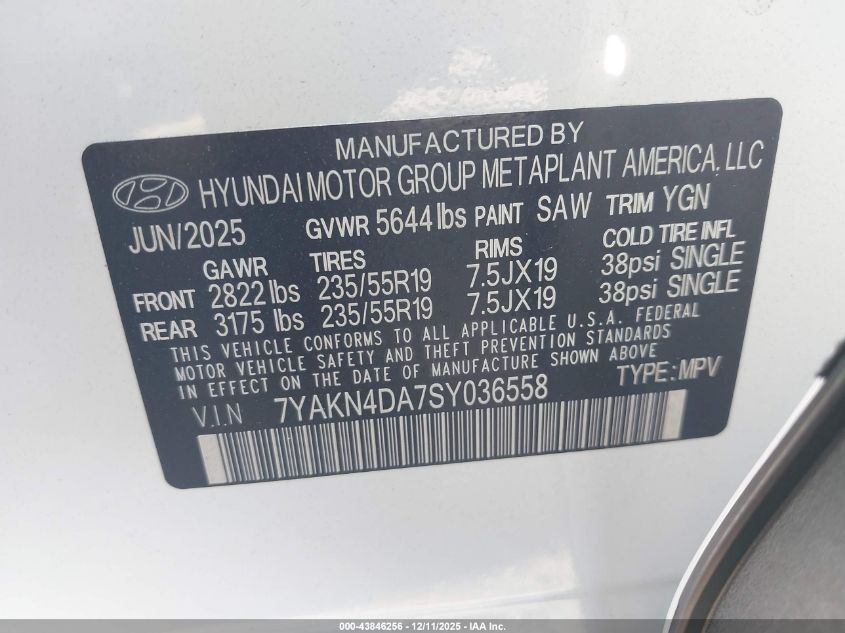 MANUFACTURED BY
HYUNDAI MOTOR GROUP METAPLANT AMERICA, LLC
JUN/2025 GVWR 5644 lbs PAINT SAW TRIM YGN
GAWR TIRES RIMS COLD TIRE INFL
FRONT 2822 lbs 235/55R19 7.5JX19 38psi SINGLE
REAR 3175 lbs 235/55R19 7.5JX19 38psi SINGLE
THIS VEHICLE CONFORMS TO ALL APPLICABLE U.S.A. FEDERAL
MOTOR VEHICLE SAFETY AND THEFT PREVENTION STANDARDS
IN EFFECT ON THE DATE OF MANUFACTURE SHOWN ABOVE
V.I.N 7YAKN4DA7SY036558 TYPE:MPV
000-43846256 - 12/11/2025 - IAA Inc.